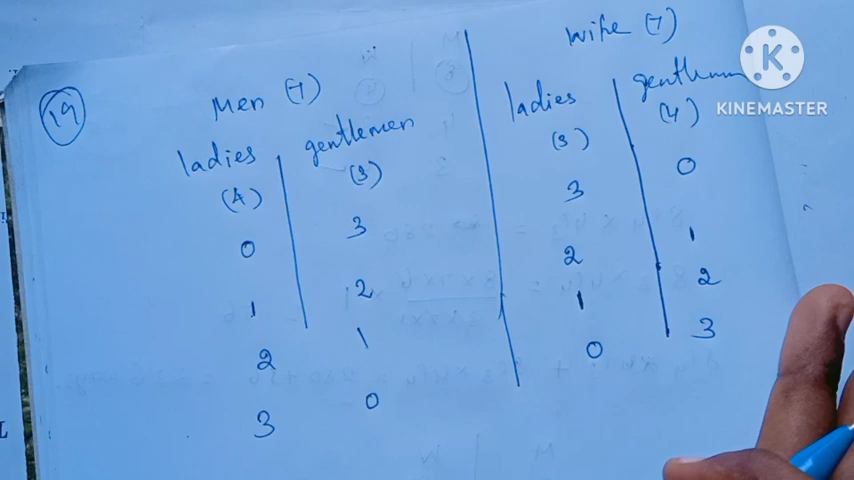 19
Men (7)
ladies gentlemen
(4) (3)
0 3
1 2
2 1
3 0
Wife (7)
ladies gentlemen
(3) (4)
3 0
2 1
1 2
0 3
K
KINEMASTER